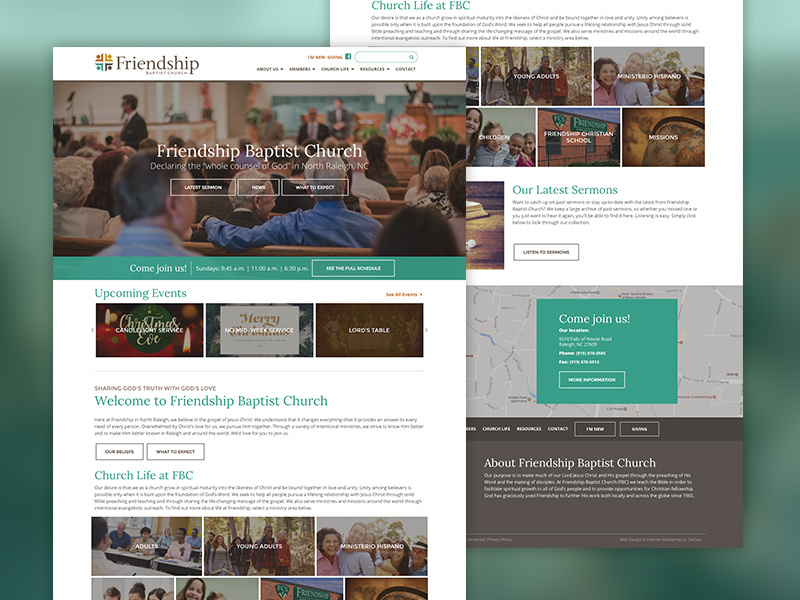 Friendship
BAPTIST CHURCH
I'M NEW GIVING
ABOUT US MEMBERS CHURCH LIFE RESOURCES CONTACT
Friendship Baptist Church
Declaring the "whole counsel of God" in North Raleigh, NC
LATEST SERMON NEWS WHAT TO EXPECT
Come join us! Sundays: 9:45 a.m. | 11:00 a.m. | 6:30 p.m. SEE THE FULL SCHEDULE
Upcoming Events
See All Events
Christmas
Eve
CANDLELIGHT SERVICE
Merry
Christmas
NO MID-WEEK SERVICE
LORD'S TABLE
SHARING GOD'S TRUTH WITH GOD'S LOVE
Welcome to Friendship Baptist Church
Here at Friendship in North Raleigh, we believe in the gospel of Jesus Christ. We understand that it changes everything-that it provides an answer to every
need of every person. Overwhelmed by Christ's love for us, we pursue Him together. Through a variety of intentional ministries, we strive to know Him better
and to make Him better known in Raleigh and around the world. We'd love for you to join us.
OUR BELIEFS WHAT TO EXPECT
Church Life at FBC
Our desire is that we as a church grow in spiritual maturity into the likeness of Christ and be bound together in love and unity. Unity among believers is
possible only when it is built upon the foundation of God's Word. We seek to help all people pursue a lifelong relationship with Jesus Christ through solid
Bible preaching and teaching and through sharing the life-changing message of the gospel. We also serve ministries and missions around the world through
intentional evangelistic outreach. To find out more about life at Friendship, select a ministry area below.
ADULTS YOUNG ADULTS MINISTERIO HISPANO
FCS FRIENDSHIP
Church Life at FBC
Our desire is that we as a church grow in spiritual maturity into the likeness of Christ and be bound together in love and unity. Unity among believers is
possible only when it is built upon the foundation of God's Word. We seek to help all people pursue a lifelong relationship with Jesus Christ through solid
Bible preaching and teaching and through sharing the life-changing message of the gospel. We also serve ministries and missions around the world through
intentional evangelistic outreach. To find out more about life at Friendship, select a ministry area below.
YOUNG ADULTS MINISTERIO HISPANO
CHILDREN
FCS FRIENDSHIP
FRIENDSHIP CHRISTIAN
SCHOOL
MISSIONS
Our Latest Sermons
Want to catch up on past sermons or stay up-to-date with the latest from Friendship
Baptist Church? We keep a large archive of past sermons, so whether you missed one or
you just want to hear it again, you'll be able to find it here. Listening is easy. Simply click
below to look through our collection.
LISTEN TO SERMONS
Come join us!
Our location:
5510 Falls of Neuse Road
Raleigh, NC 27609
Phone: (919) 876-0585
Fax: (919) 876-5913
MORE INFORMATION
BERS CHURCH LIFE RESOURCES CONTACT I'M NEW GIVING
About Friendship Baptist Church
Our purpose is to make much of our Lord Jesus Christ and His gospel through the preaching of His
Word and the making of disciples. At Friendship Baptist Church (FBC) we teach the Bible in order to
facilitate spiritual growth in all of God's people and to provide opportunities for Christian fellowship.
God has graciously used Friendship to further His work both locally and across the globe since 1965.
Reserved. Privacy Policy. Web Design & Internet Marketing by